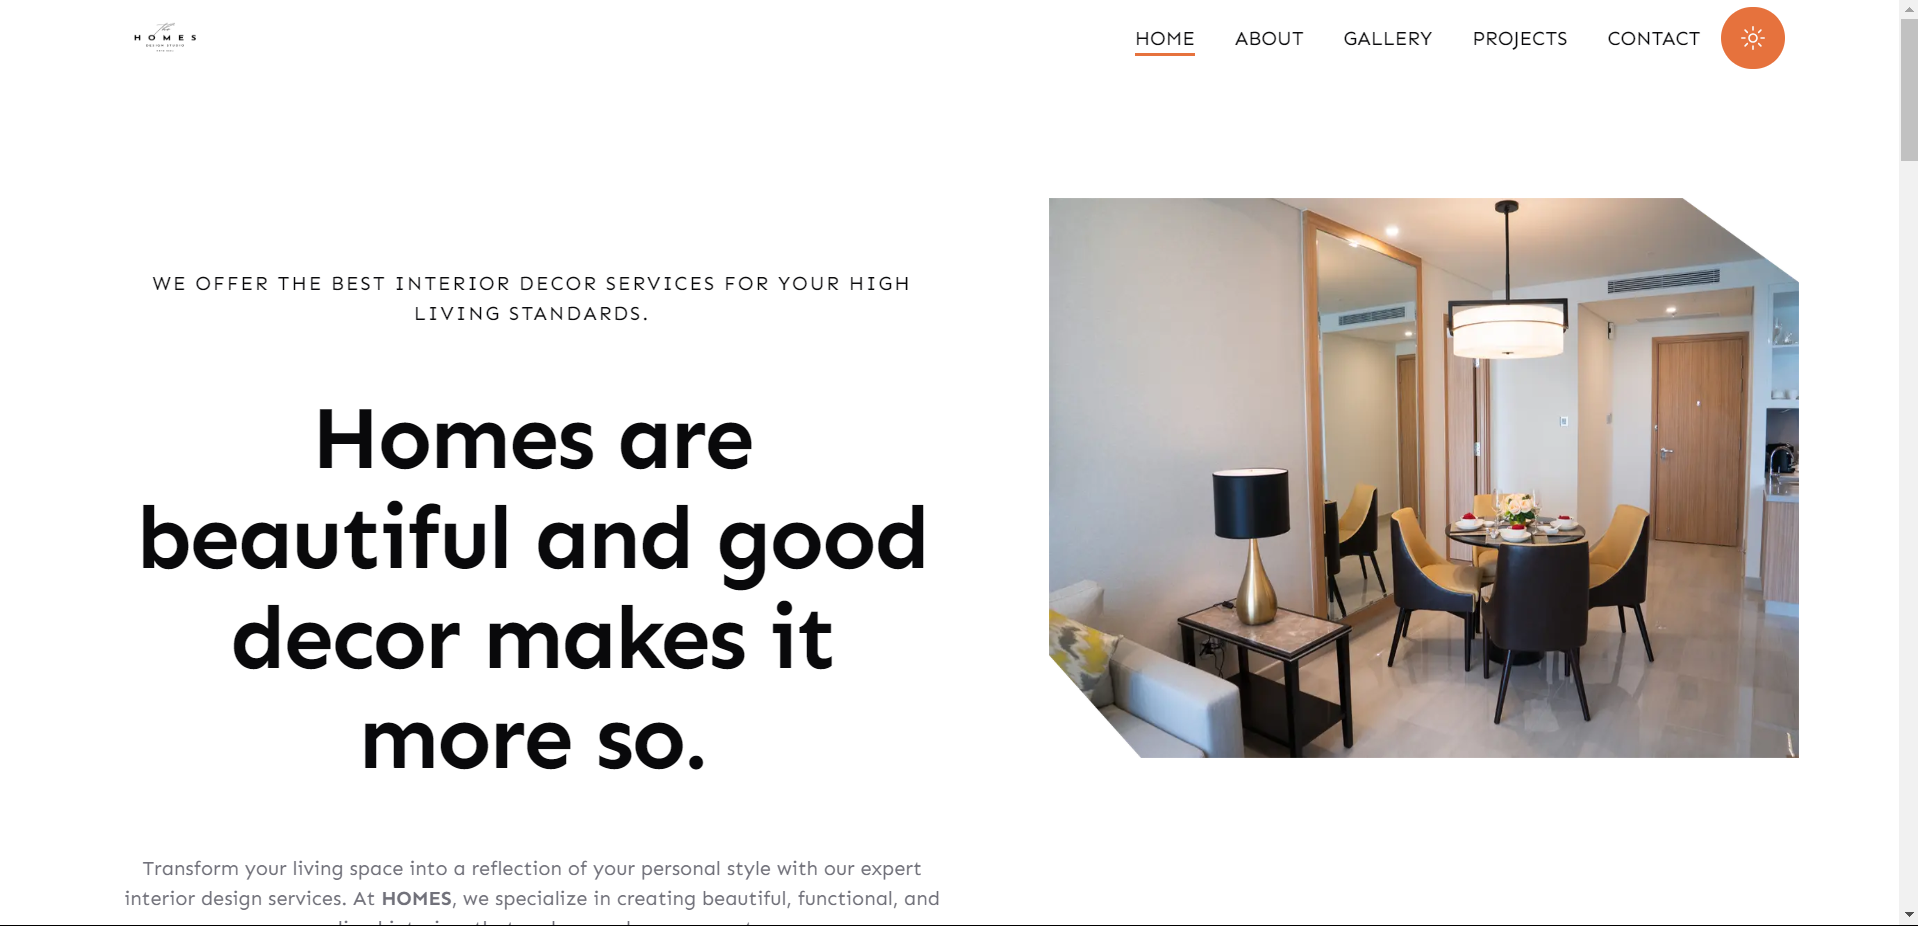 the
HOMES
DESIGN STUDIO
HOME ABOUT GALLERY PROJECTS CONTACT
WE OFFER THE BEST INTERIOR DECOR SERVICES FOR YOUR HIGH
LIVING STANDARDS.
Homes are
beautiful and good
decor makes it
more so.
Transform your living space into a reflection of your personal style with our expert
interior design services. At HOMES, we specialize in creating beautiful, functional, and